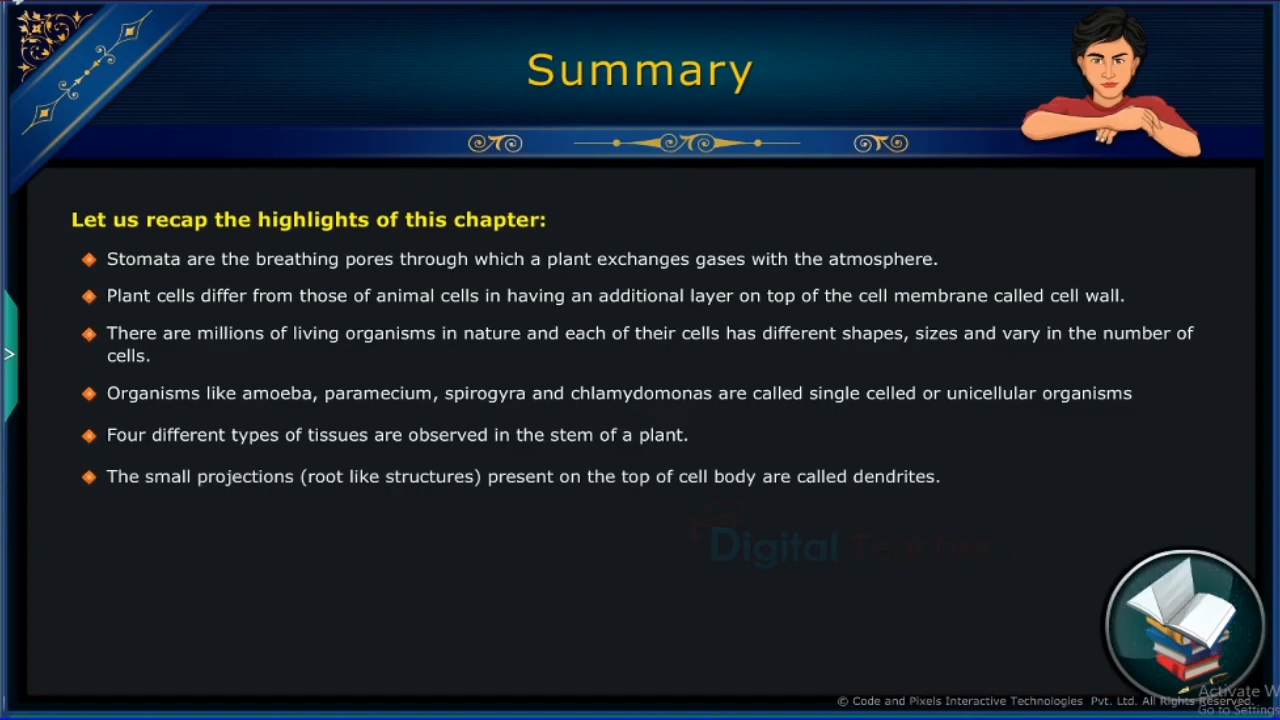 Summary
Let us recap the highlights of this chapter:
Stomata are the breathing pores through which a plant exchanges gases with the atmosphere.
Plant cells differ from those of animal cells in having an additional layer on top of the cell membrane called cell wall.
There are millions of living organisms in nature and each of their cells has different shapes, sizes and vary in the number of
cells.
Organisms like amoeba, paramecium, spirogyra and chlamydomonas are called single celled or unicellular organisms
Four different types of tissues are observed in the stem of a plant.
The small projections (root like structures) present on the top of cell body are called dendrites.
Digital Teacher
>
Activate W
© Code and Pixels Interactive Technologies Pvt. Ltd. All Rights Reserved.
Go to Settings